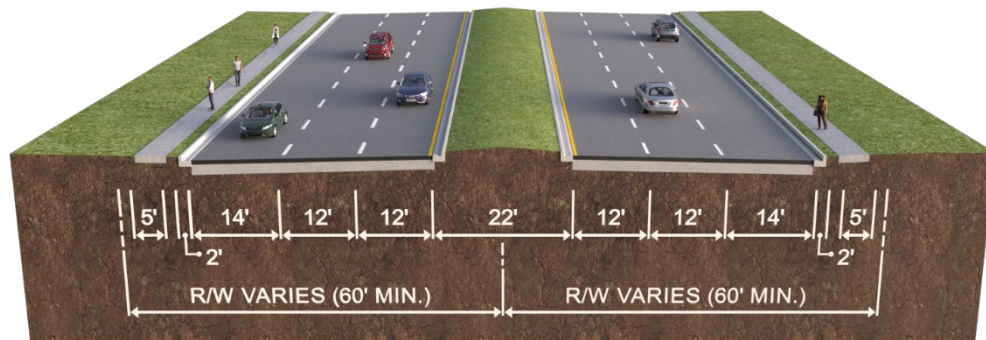 5' 14' 12' 12' 22' 12' 12' 14' 5'
2' 2'
R/W VARIES (60' MIN.) R/W VARIES (60' MIN.)